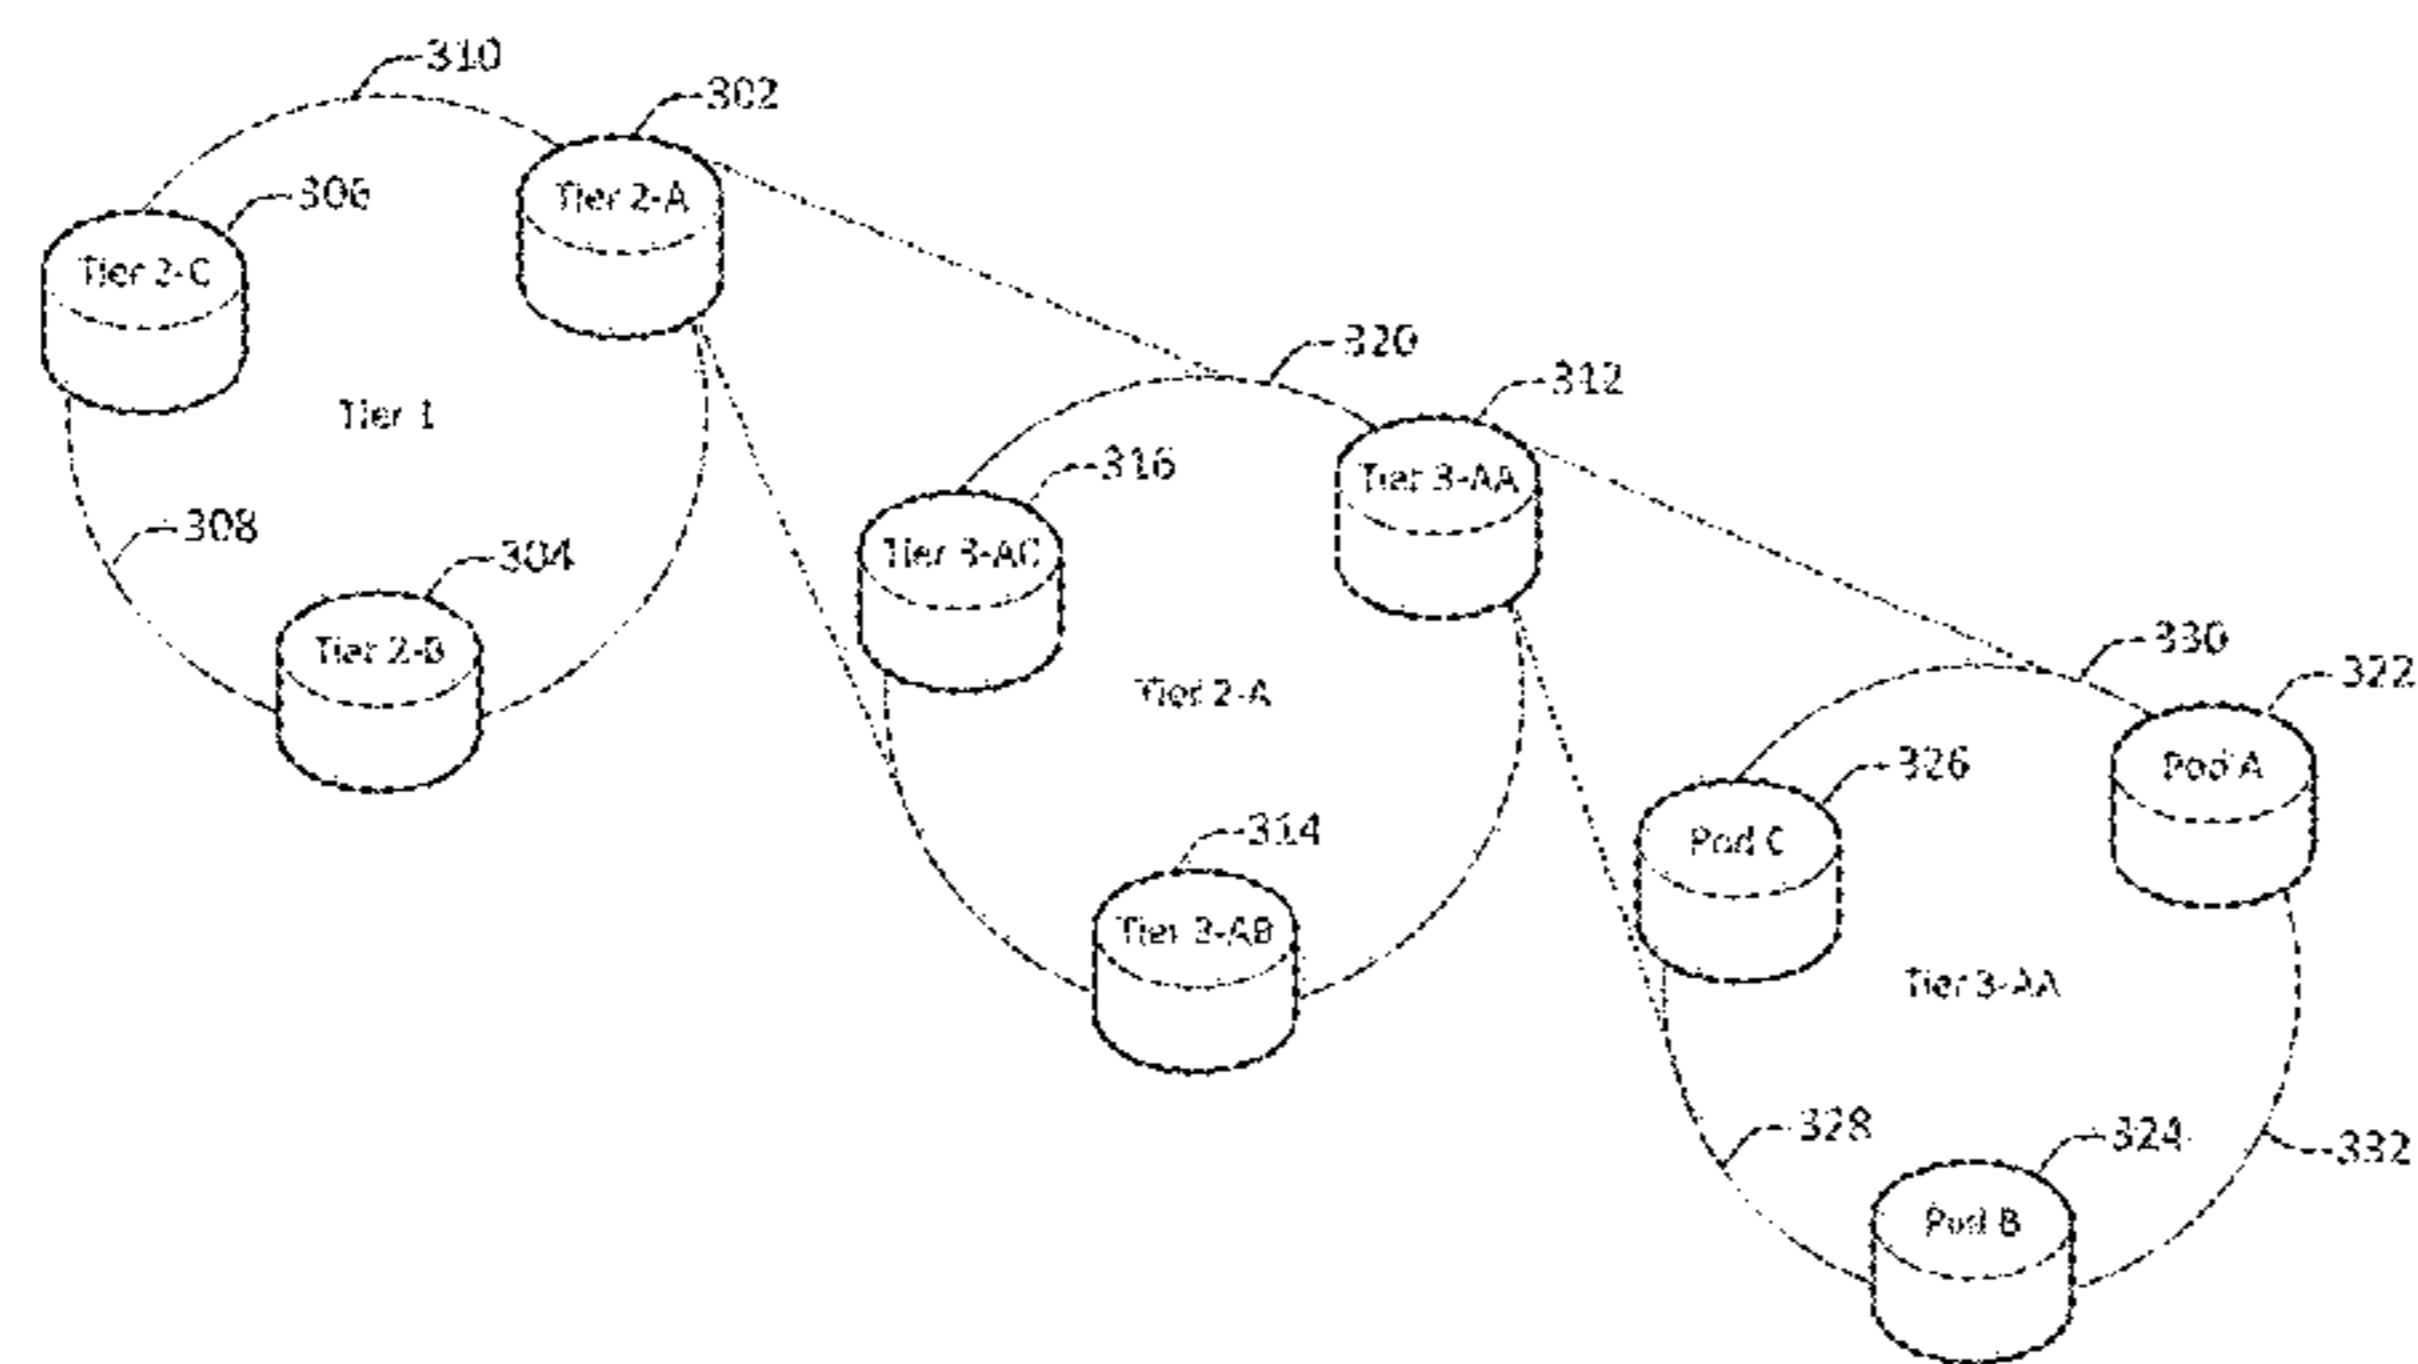 310
302
Tier 2-A
306
Tier 2-C
320
312
Tier 1
316
Tier 3-AA
308
304
Tier 3-AC
Tier 2-B
330
322
Tier 2-A
326
Pod A
314
Pod C
Tier 3-AB
Tier 3-AA
328
324
332
Pod B